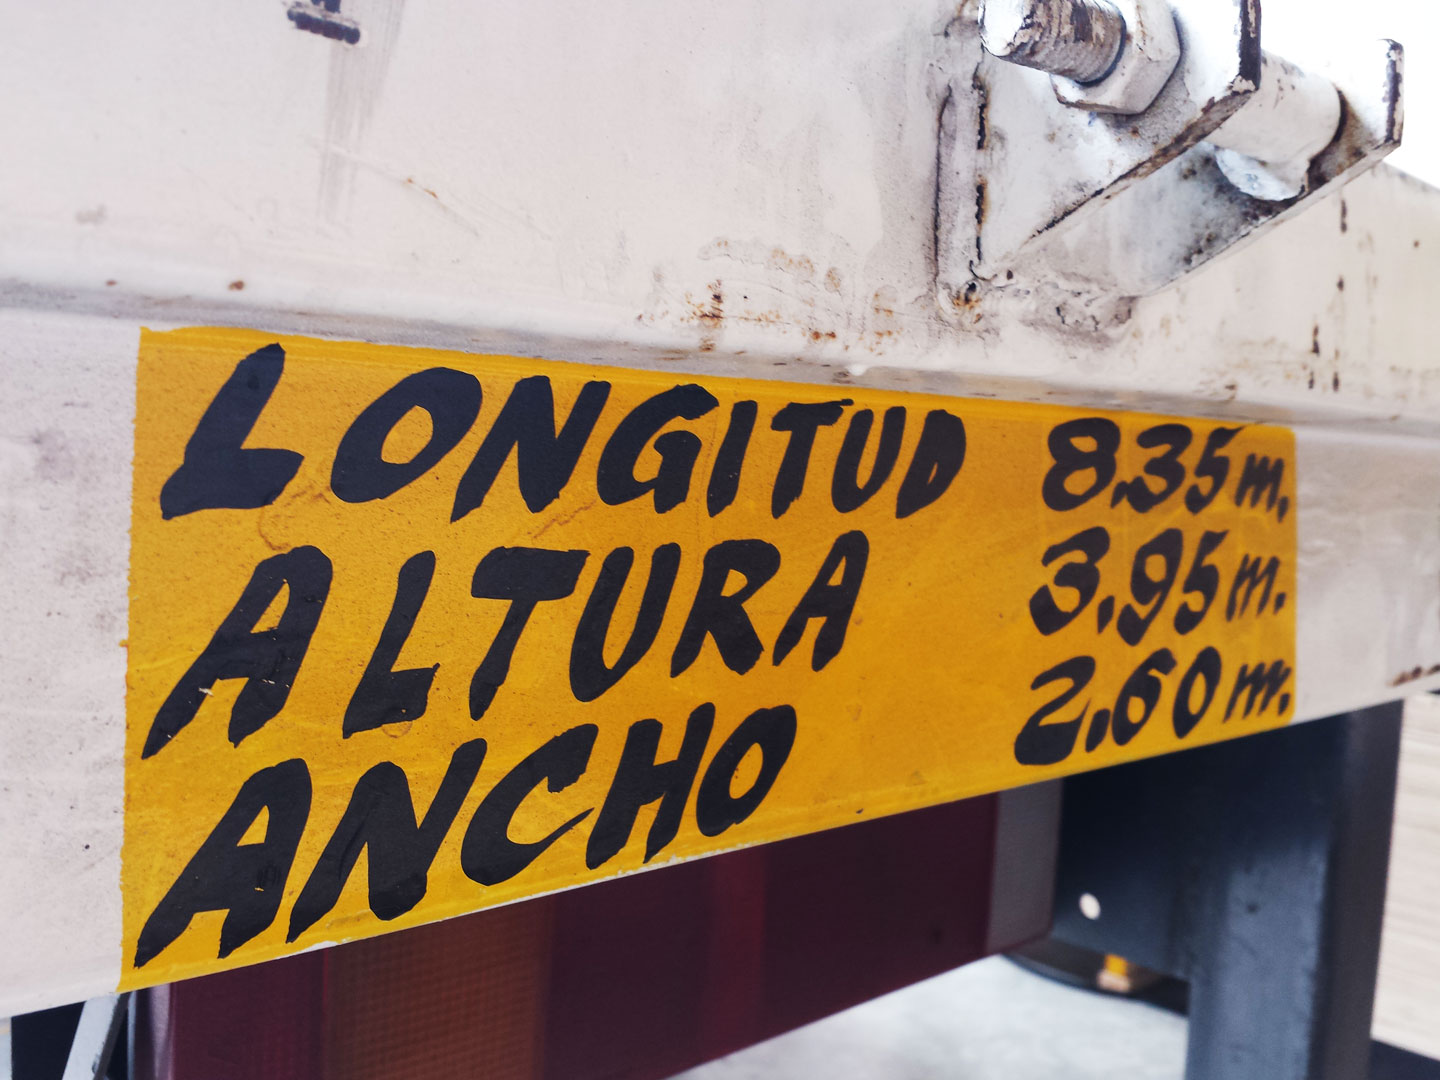 LONGITUD 8.35 m.
ALTURA 3.95 m.
ANCHO 2.60 m.